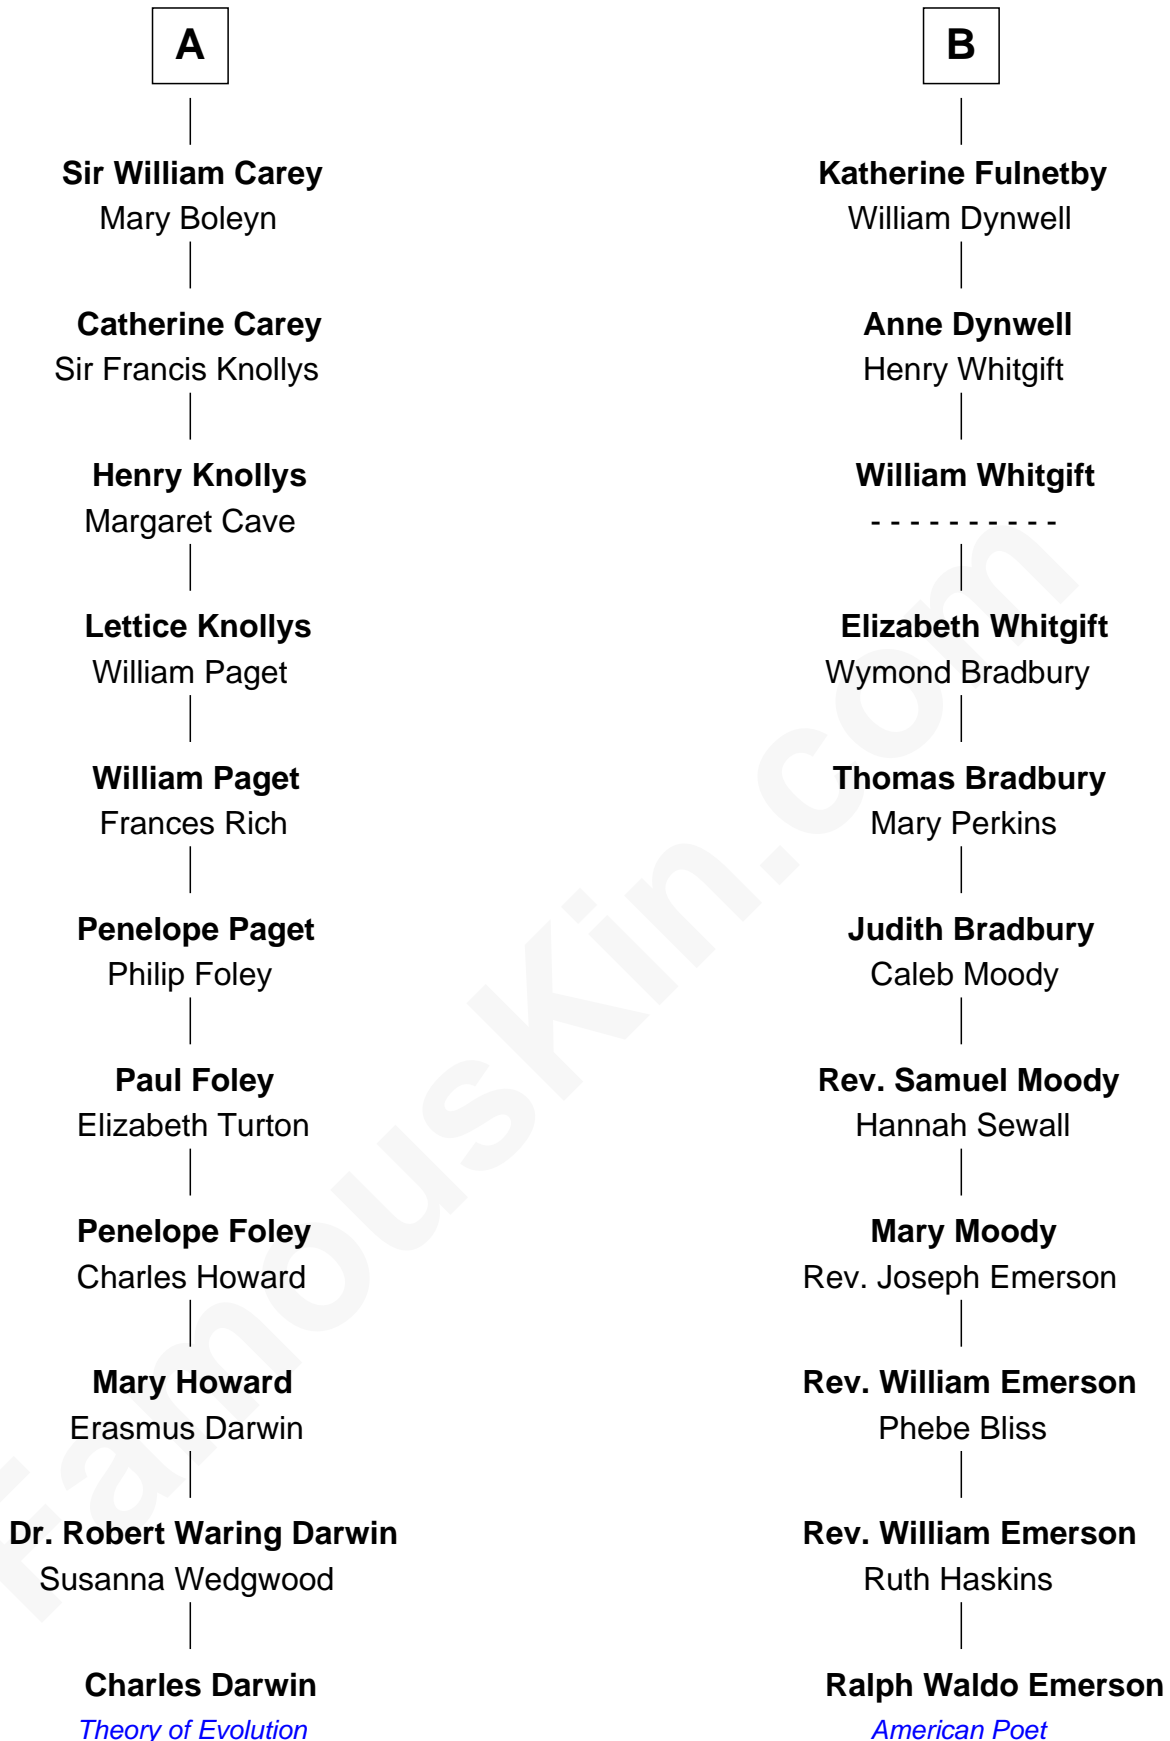 A
Sir William Carey
Mary Boleyn
Catherine Carey
Sir Francis Knollys
Henry Knollys
Margaret Cave
Lettice Knollys
William Paget
William Paget
Frances Rich
Penelope Paget
Philip Foley
Paul Foley
Elizabeth Turton
Penelope Foley
Charles Howard
Mary Howard
Erasmus Darwin
Dr. Robert Waring Darwin
Susanna Wedgwood
Charles Darwin
Theory of Evolution
B
Katherine Fulnetby
William Dynwell
Anne Dynwell
Henry Whitgift
William Whitgift
- - - - - - - - - -
Elizabeth Whitgift
Wymond Bradbury
Thomas Bradbury
Mary Perkins
Judith Bradbury
Caleb Moody
Rev. Samuel Moody
Hannah Sewall
Mary Moody
Rev. Joseph Emerson
Rev. William Emerson
Phebe Bliss
Rev. William Emerson
Ruth Haskins
Ralph Waldo Emerson
American Poet
FamousKin.com